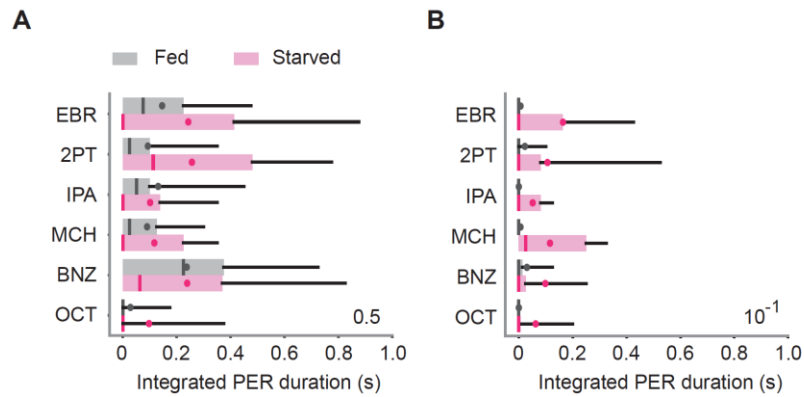 A
B
Fed
Starved
EBR
2PT
IPA
MCH
BNZ
OCT
0.5
0
0.2
0.4
0.6
0.8
1.0
Integrated PER duration (s)
EBR
2PT
IPA
MCH
BNZ
OCT
10⁻¹
0
0.2
0.4
0.6
0.8
1.0
Integrated PER duration (s)